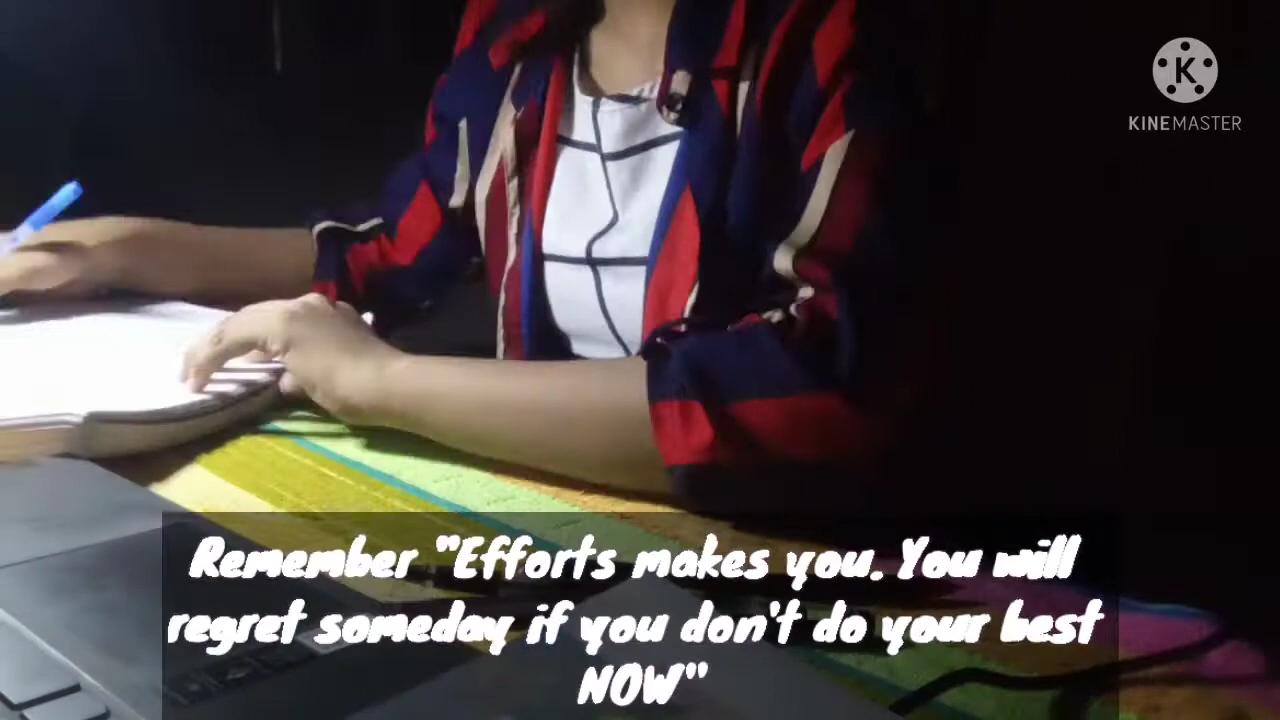 K
KINEMASTER
Remember "Efforts makes you. You will
regret someday if you don't do your best
NOW"